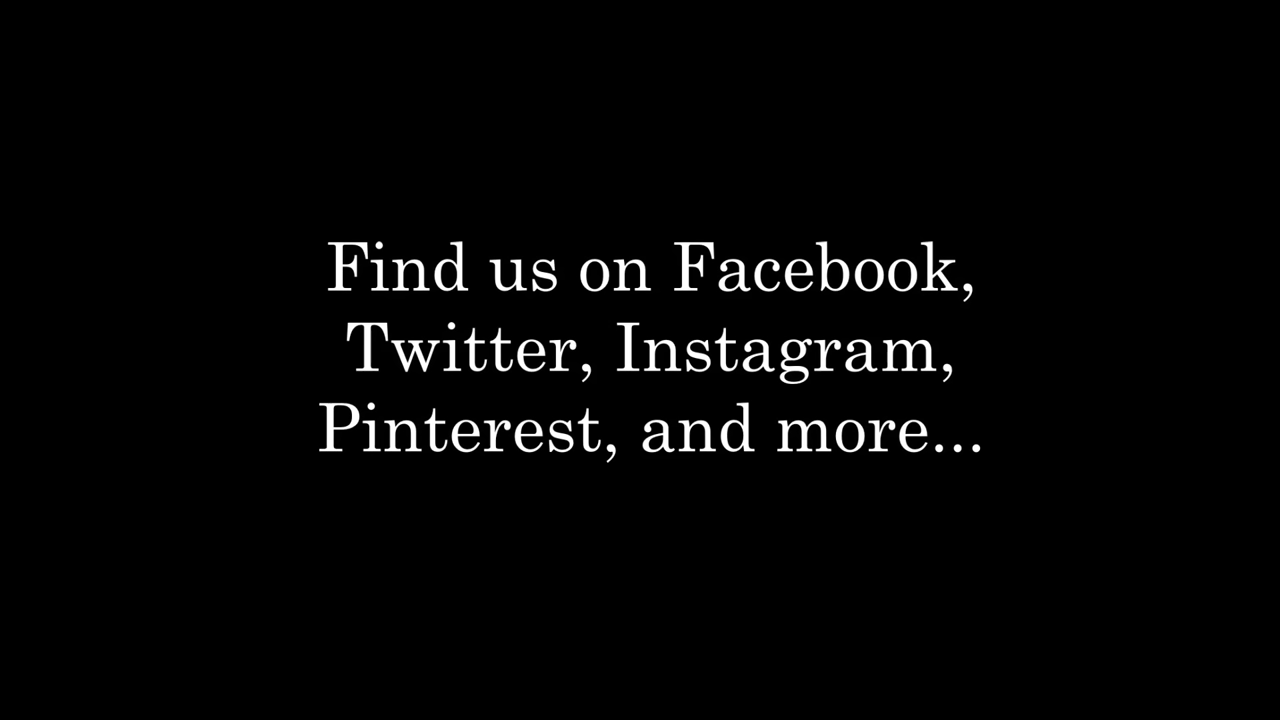 Find us on Facebook,
Twitter, Instagram,
Pinterest, and more...